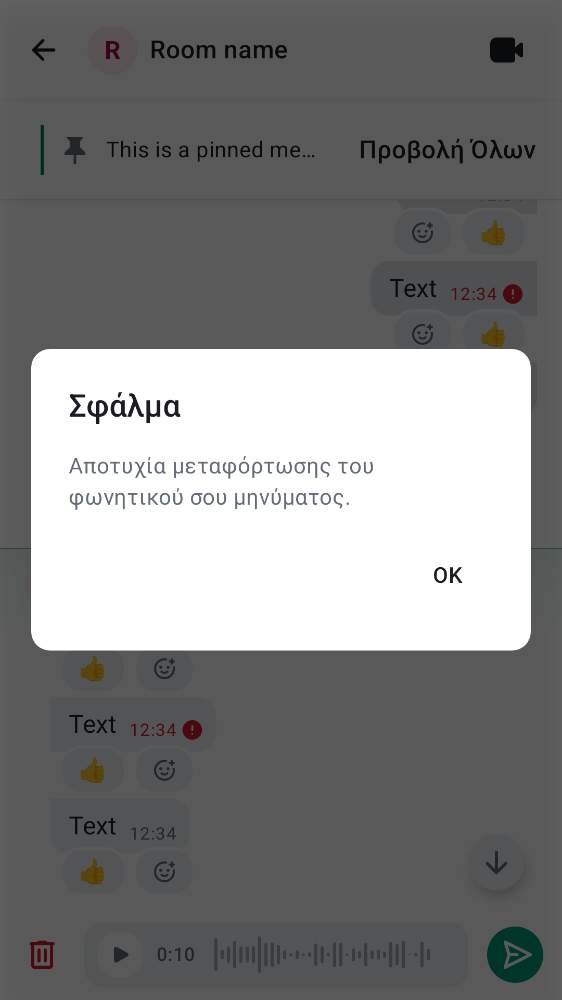 R Room name
This is a pinned me… Προβολή Όλων
Text 12:34
Σφάλμα
Αποτυχία μεταφόρτωσης του
φωνητικού σου μηνύματος.
OK
Text 12:34
Text 12:34
0:10